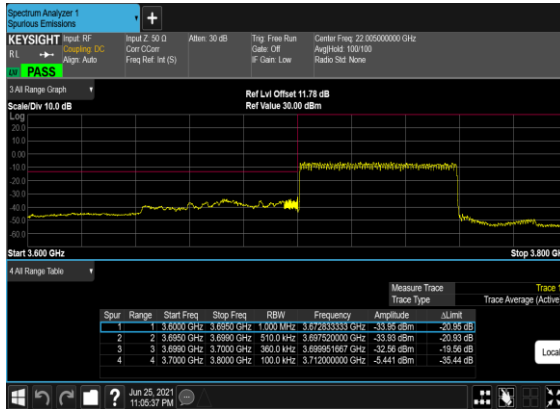 Spectrum Analyzer 1
Spurious Emissions
+
KEYSIGHT Input: RF Input Z: 50 Ω Atten: 30 dB Trig: Free Run Center Freq: 22.005000000 GHz
RL Coupling: DC Corr CCorr Gate: Off Avg|Hold: 100/100
Align: Auto Freq Ref: Int (S) IF Gain: Low Radio Std: None
PASS
3 All Range Graph
Ref Lvl Offset 11.78 dB
Scale/Div 10.0 dB Ref Value 30.00 dBm
Log
20.0
10.0
0.00
-10.0
-20.0
-30.0
-40.0
-50.0
-60.0
Start 3.600 GHz Stop 3.800 GH
4 All Range Table
Measure Trace Trace 1
Trace Type Trace Average (Active
Spur Range Start Freq Stop Freq RBW Frequency Amplitude ΔLimit
1 1 3.6000 GHz 3.6950 GHz 1.000 MHz 3.672833333 GHz -33.95 dBm -20.95 dB
2 2 3.6950 GHz 3.6990 GHz 510.0 kHz 3.697520000 GHz -33.93 dBm -20.93 dB
3 3 3.6990 GHz 3.7000 GHz 360.0 kHz 3.699951667 GHz -32.56 dBm -19.56 dB
4 4 3.7000 GHz 3.8000 GHz 100.0 kHz 3.712000000 GHz -5.441 dBm -35.44 dB
Local
? Jun 25, 2021
11:05:37 PM